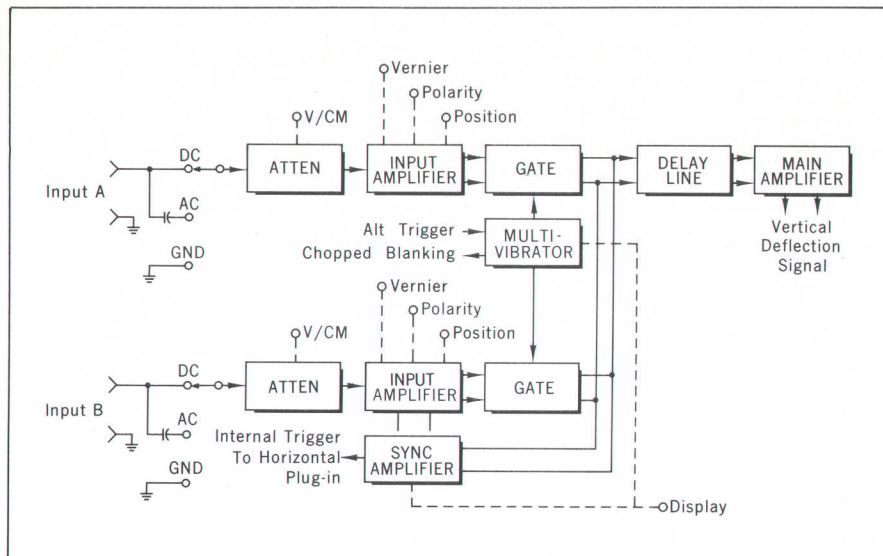 Vernier
Polarity
Position
V/CM
DC
ATTEN
INPUT
AMPLIFIER
GATE
DELAY
LINE
MAIN
AMPLIFIER
Input A
AC
GND
Alt Trigger
Chopped Blanking
MULTI-
VIBRATOR
Vertical
Deflection
Signal
Vernier
Polarity
Position
V/CM
DC
ATTEN
INPUT
AMPLIFIER
GATE
Input B
AC
GND
Internal Trigger
To Horizontal
Plug-in
SYNC
AMPLIFIER
Display